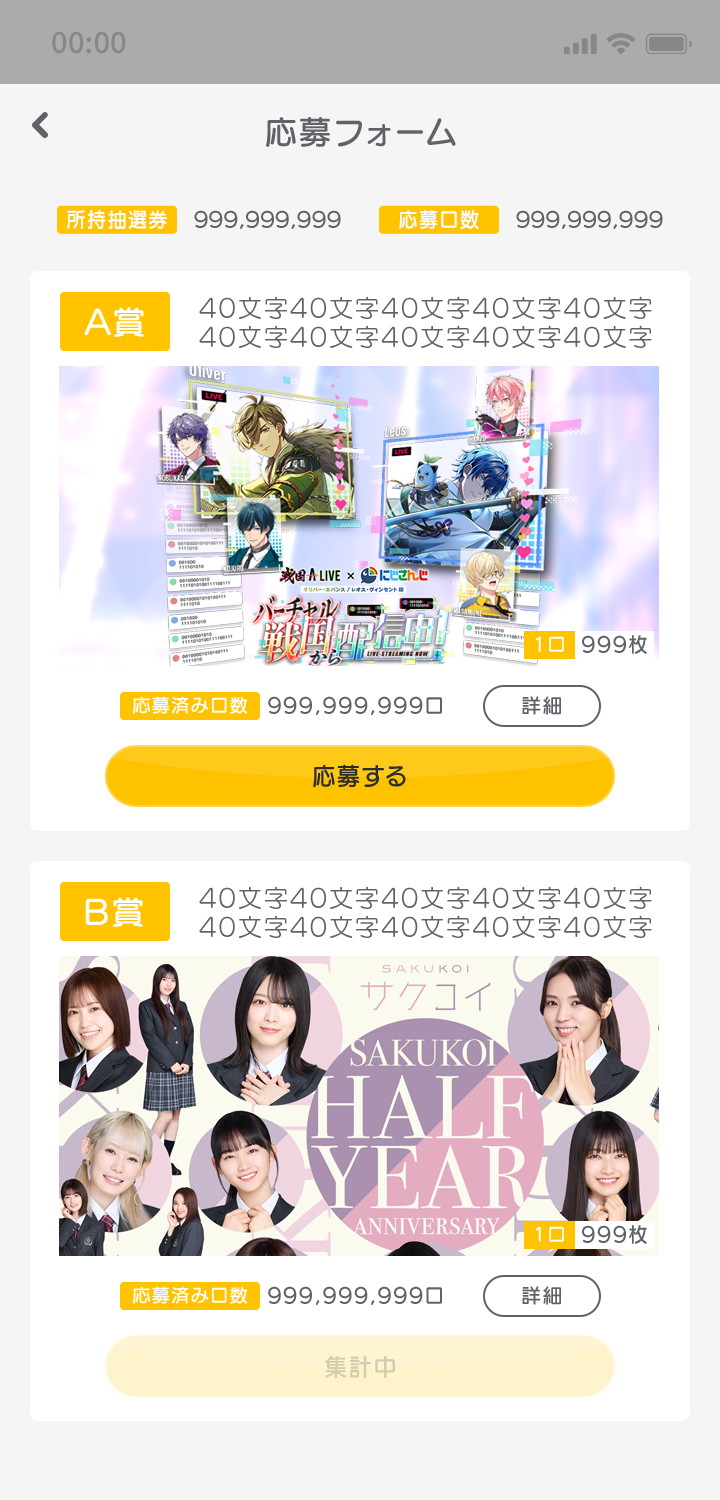 00:00
応募フォーム
所持抽選券 999,999,999 応募口数 999,999,999
A賞
40文字40文字40文字40文字40文字
40文字40文字40文字40文字40文字
Oliver
LIVE
NOBUNAGA
Leos
LIVE
KOJURO
MASAMUNE
戦国A LIVE × にじさんじ
オリバー・エバンス / レオス・ヴィンセント
バーチャル
戦国から配信中!
LIVE-STREAMING NOW
1口 999枚
応募済み口数 999,999,999口 詳細
応募する
B賞
40文字40文字40文字40文字40文字
40文字40文字40文字40文字40文字
SAKUKOI
サクコイ
SAKUKOI
HALF
YEAR
ANNIVERSARY
1口 999枚
応募済み口数 999,999,999口 詳細
集計中